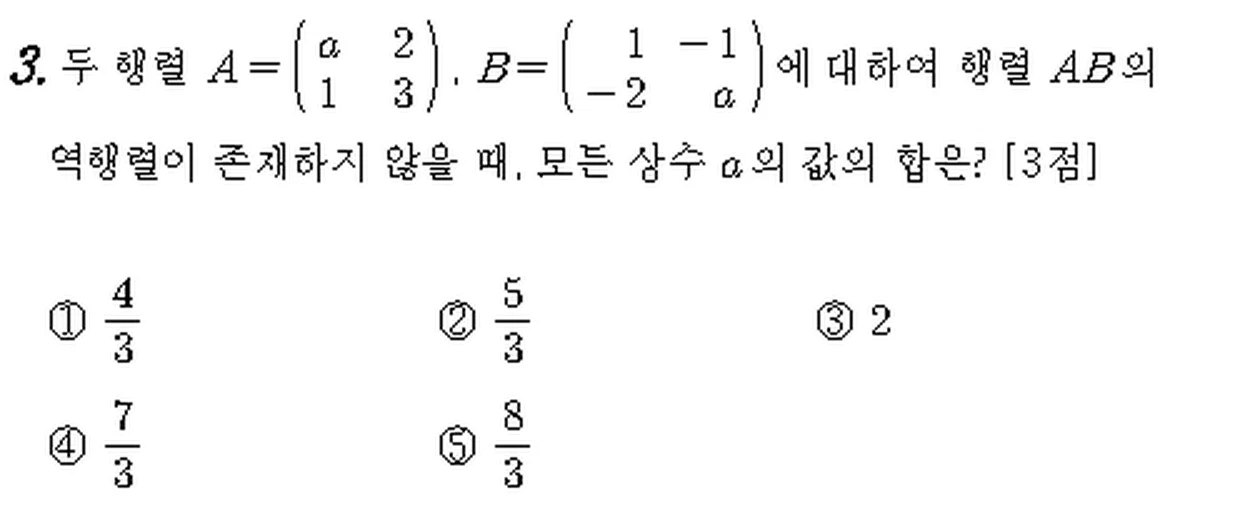 3. 두 행렬 A=(a 2
1 3), B=(1 -1
-2 a)에 대하여 행렬 AB의
역행렬이 존재하지 않을 때, 모든 상수 a의 값의 합은? [3점]
① 4/3 ② 5/3 ③ 2
④ 7/3 ⑤ 8/3